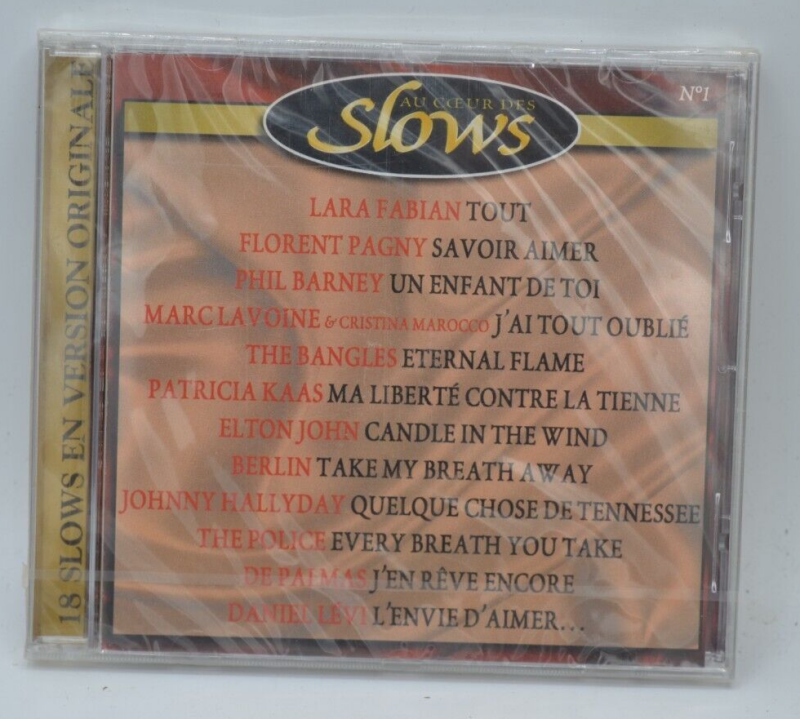 18 SLOWS EN VERSION ORIGINALE
AU CŒUR DES
Slows
N°1
LARA FABIAN TOUT
FLORENT PAGNY SAVOIR AIMER
PHIL BARNEY UN ENFANT DE TOI
MARC LAVOINE & CRISTINA MAROCCO J'AI TOUT OUBLIÉ
THE BANGLES ETERNAL FLAME
PATRICIA KAAS MA LIBERTÉ CONTRE LA TIENNE
ELTON JOHN CANDLE IN THE WIND
BERLIN TAKE MY BREATH AWAY
JOHNNY HALLYDAY QUELQUE CHOSE DE TENNESSEE
THE POLICE EVERY BREATH YOU TAKE
DE PALMAS J'EN RÊVE ENCORE
DANIEL LEVI L'ENVIE D'AIMER...